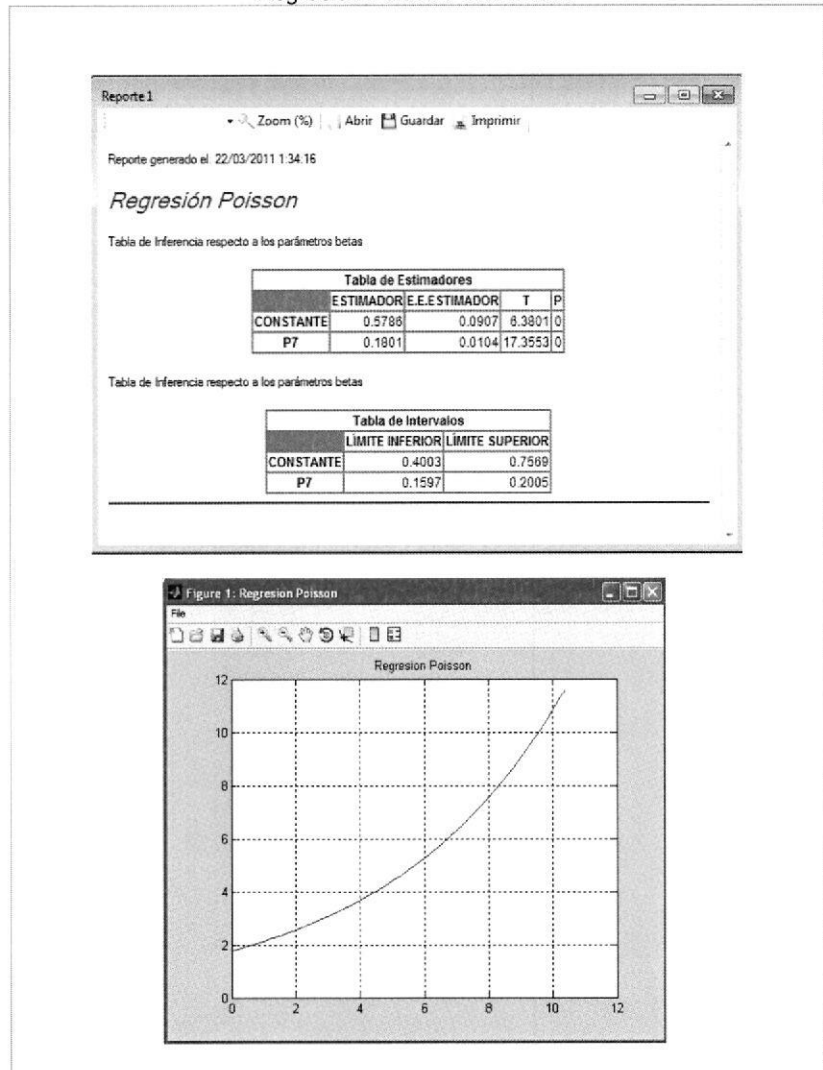 Reporte 1
Zoom (%) Abrir Guardar Imprimir
Reporte generado el: 22/03/2011 1:34:16
Regresión Poisson
Tabla de Inferencia respecto a los parámetros betas
Tabla de Estimadores
ESTIMADOR E.E.ESTIMADOR T P
CONSTANTE 0.5786 0.0907 6.3801 0
P7 0.1801 0.0104 17.3553 0
Tabla de Inferencia respecto a los parámetros betas
Tabla de Intervalos
LÍMITE INFERIOR LÍMITE SUPERIOR
CONSTANTE 0.4003 0.7569
P7 0.1597 0.2005
Figure 1: Regresion Poisson
File
Regresion Poisson
12
10
8
6
4
2
0
0 2 4 6 8 10 12